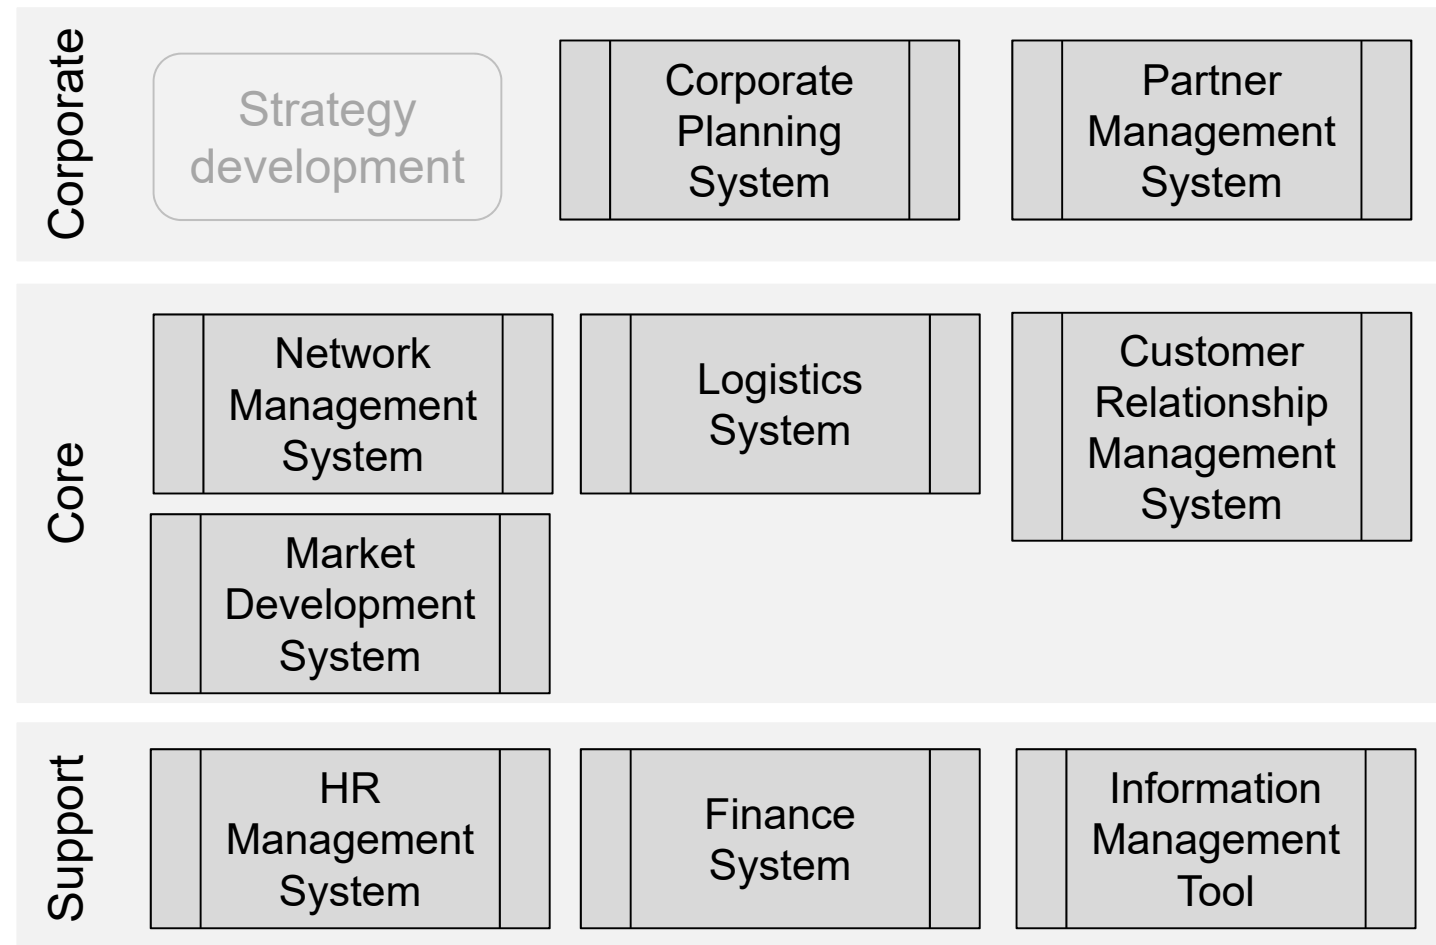 Corporate
Strategy
development
Corporate
Planning
System
Partner
Management
System
Core
Network
Management
System
Logistics
System
Customer
Relationship
Management
System
Market
Development
System
Support
HR
Management
System
Finance
System
Information
Management
Tool